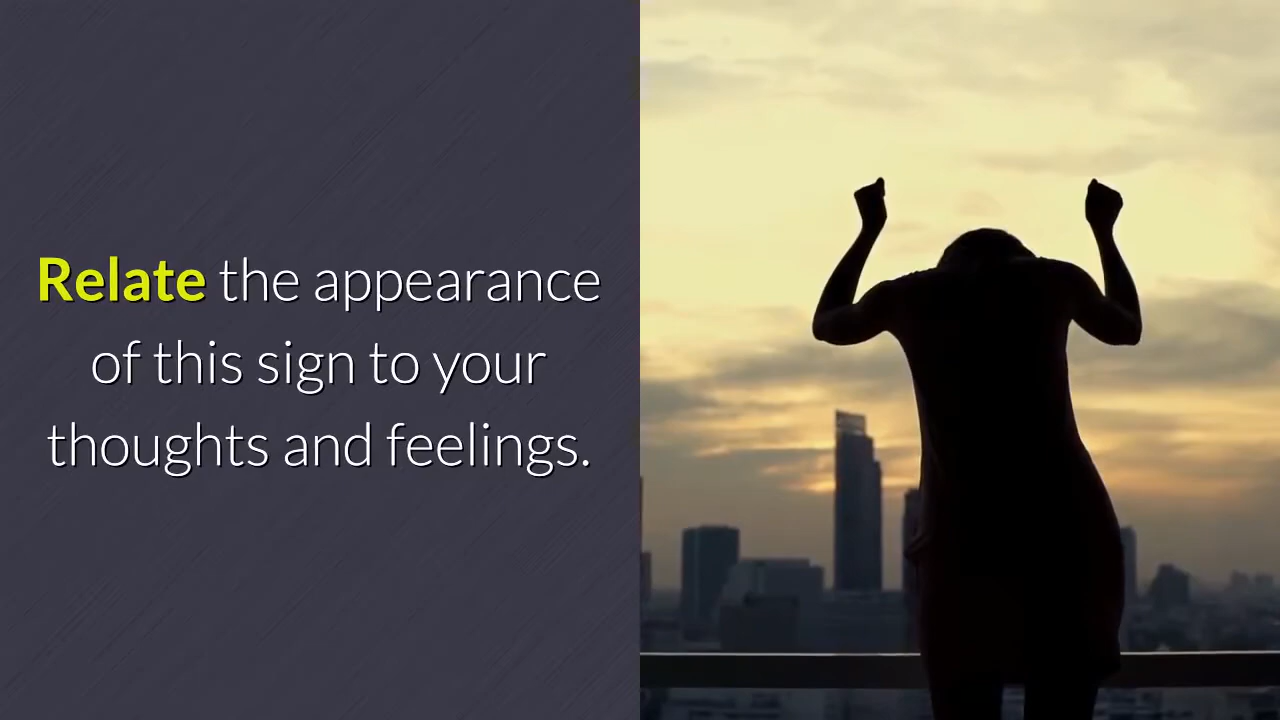 Relate the appearance
of this sign to your
thoughts and feelings.